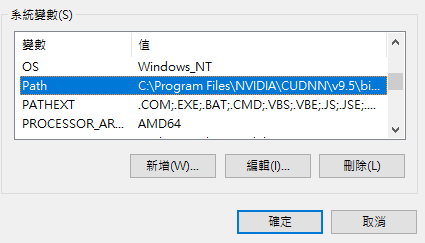 系統變數(S)
變數 值
OS Windows_NT
Path C:\Program Files\NVIDIA\CUDNN\v9.5\bi...
PATHEXT .COM;.EXE;.BAT;.CMD;.VBS;.VBE;.JS;.JSE;....
PROCESSOR_AR... AMD64
新增(W)... 編輯(I)... 刪除(L)
確定 取消